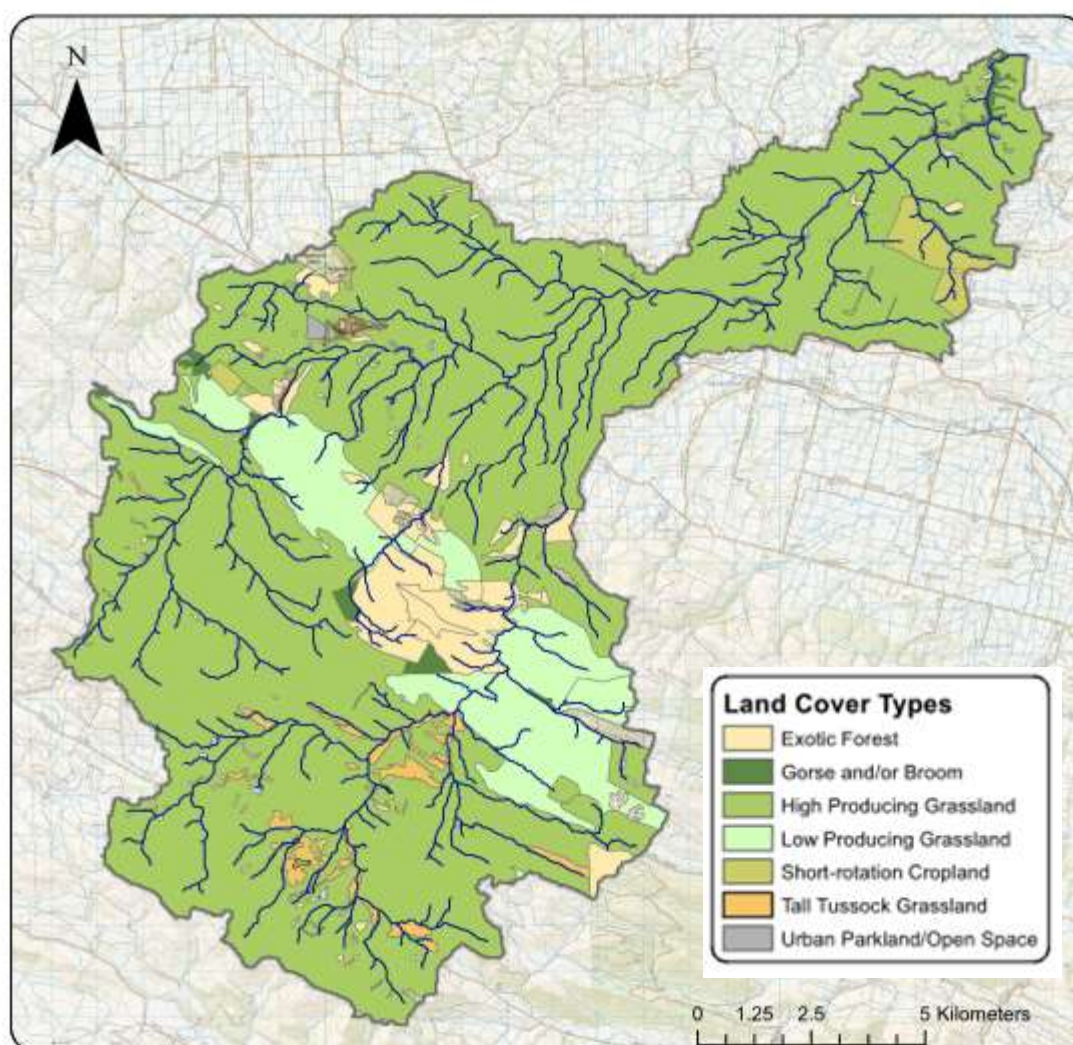 N
Land Cover Types
Exotic Forest
Gorse and/or Broom
High Producing Grassland
Low Producing Grassland
Short-rotation Cropland
Tall Tussock Grassland
Urban Parkland/Open Space
0 1.25 2.5 5 Kilometers